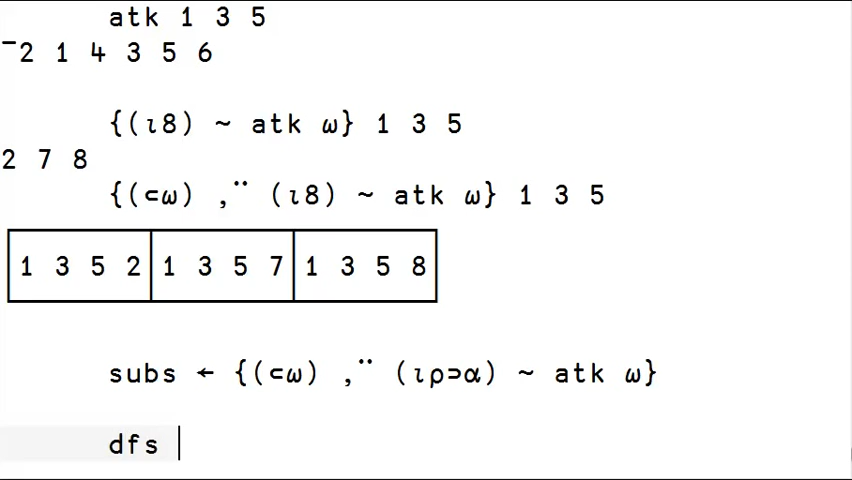 atk 1 3 5
¯2 1 4 3 5 6
{(⍳8) ~ atk ⍵} 1 3 5
2 7 8
{(⊂⍵) ,¨ (⍳8) ~ atk ⍵} 1 3 5
1 3 5 2 1 3 5 7 1 3 5 8
subs ← {(⊂⍵) ,¨ (⍳⍴⊃⍺) ~ atk ⍵}
dfs